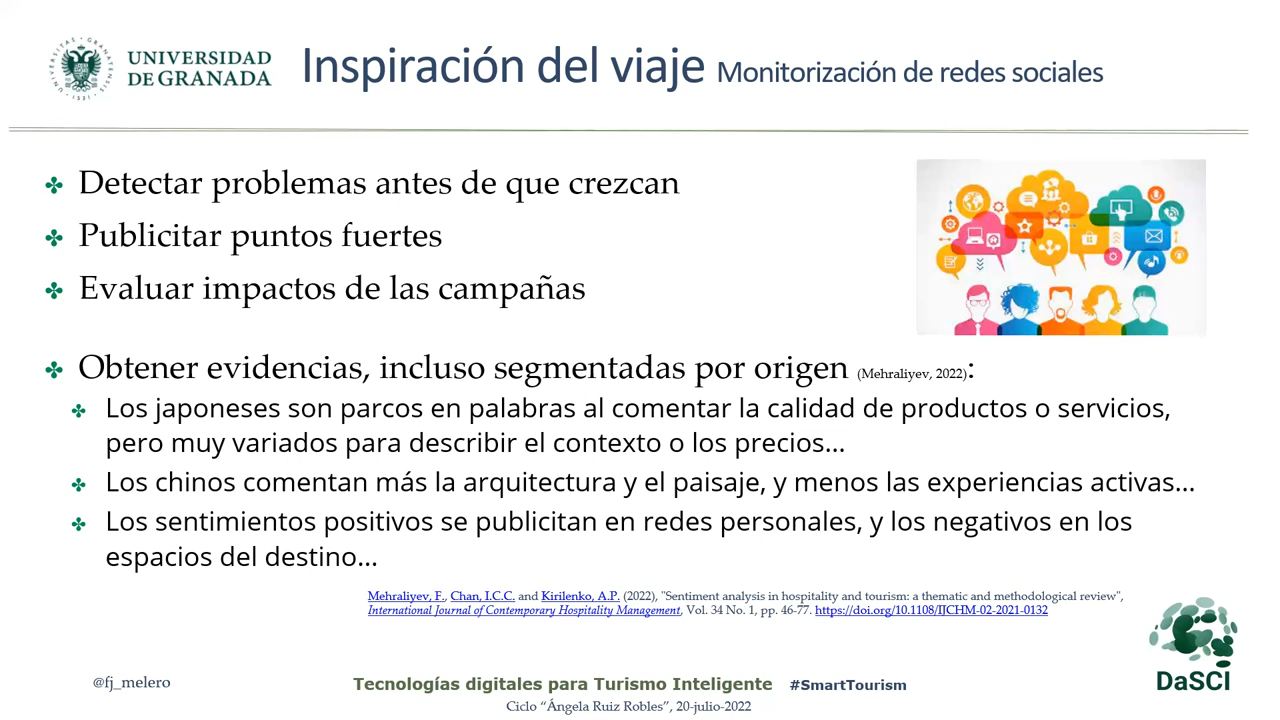 UNIVERSIDAD
DE GRANADA
Inspiración del viaje Monitorización de redes sociales
Detectar problemas antes de que crezcan
Publicitar puntos fuertes
Evaluar impactos de las campañas
Obtener evidencias, incluso segmentadas por origen (Mehraliyev, 2022):
Los japoneses son parcos en palabras al comentar la calidad de productos o servicios,
pero muy variados para describir el contexto o los precios...
Los chinos comentan más la arquitectura y el paisaje, y menos las experiencias activas...
Los sentimientos positivos se publicitan en redes personales, y los negativos en los
espacios del destino...
Mehraliyev, F., Chan, I.C.C. and Kirilenko, A.P. (2022), "Sentiment analysis in hospitality and tourism: a thematic and methodological review",
International Journal of Contemporary Hospitality Management, Vol. 34 No. 1, pp. 46-77. https://doi.org/10.1108/IJCHM-02-2021-0132
DaSCI
@fj_melero
Tecnologías digitales para Turismo Inteligente #SmartTourism
Ciclo “Ángela Ruiz Robles”, 20-julio-2022